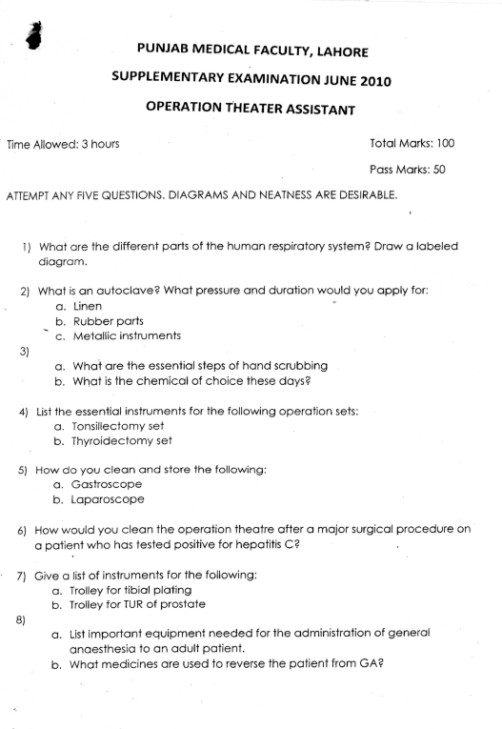 PUNJAB MEDICAL FACULTY, LAHORE
SUPPLEMENTARY EXAMINATION JUNE 2010
OPERATION THEATER ASSISTANT
Time Allowed: 3 hours Total Marks: 100
Pass Marks: 50
ATTEMPT ANY FIVE QUESTIONS. DIAGRAMS AND NEATNESS ARE DESIRABLE.
1) What are the different parts of the human respiratory system? Draw a labeled
diagram.
2) What is an autoclave? What pressure and duration would you apply for:
a. Linen
b. Rubber parts
c. Metallic instruments
3)
a. What are the essential steps of hand scrubbing
b. What is the chemical of choice these days?
4) List the essential instruments for the following operation sets:
a. Tonsillectomy set
b. Thyroidectomy set
5) How do you clean and store the following:
a. Gastroscope
b. Laparoscope
6) How would you clean the operation theatre after a major surgical procedure on
a patient who has tested positive for hepatitis C?
7) Give a list of instruments for the following:
a. Trolley for tibial plating
b. Trolley for TUR of prostate
8)
a. List important equipment needed for the administration of general
anaesthesia to an adult patient.
b. What medicines are used to reverse the patient from GA?